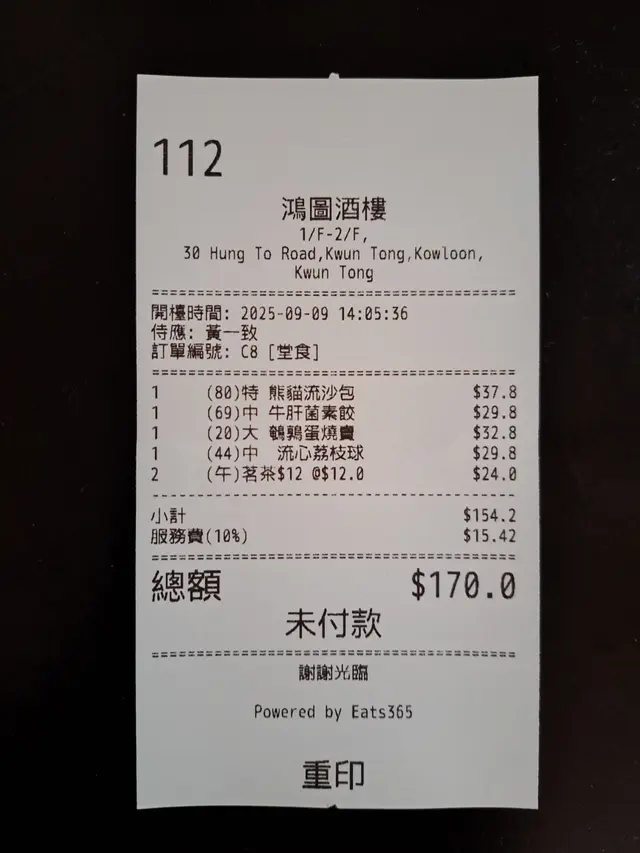 112
鴻圖酒樓
1/F-2/F,
30 Hung To Road,Kwun Tong,Kowloon,
Kwun Tong
開檯時間: 2025-09-09 14:05:36
侍應: 黃一致
訂單編號: C8 [堂食]
1 (80)特 熊貓流沙包 $37.8
1 (69)中 牛肝菌素餃 $29.8
1 (20)大 鵪鶉蛋燒賣 $32.8
1 (44)中 流心荔枝球 $29.8
2 (午)茗茶$12 @$12.0 $24.0
小計 $154.2
服務費(10%) $15.42
總額 $170.0
未付款
謝謝光臨
Powered by Eats365
重印